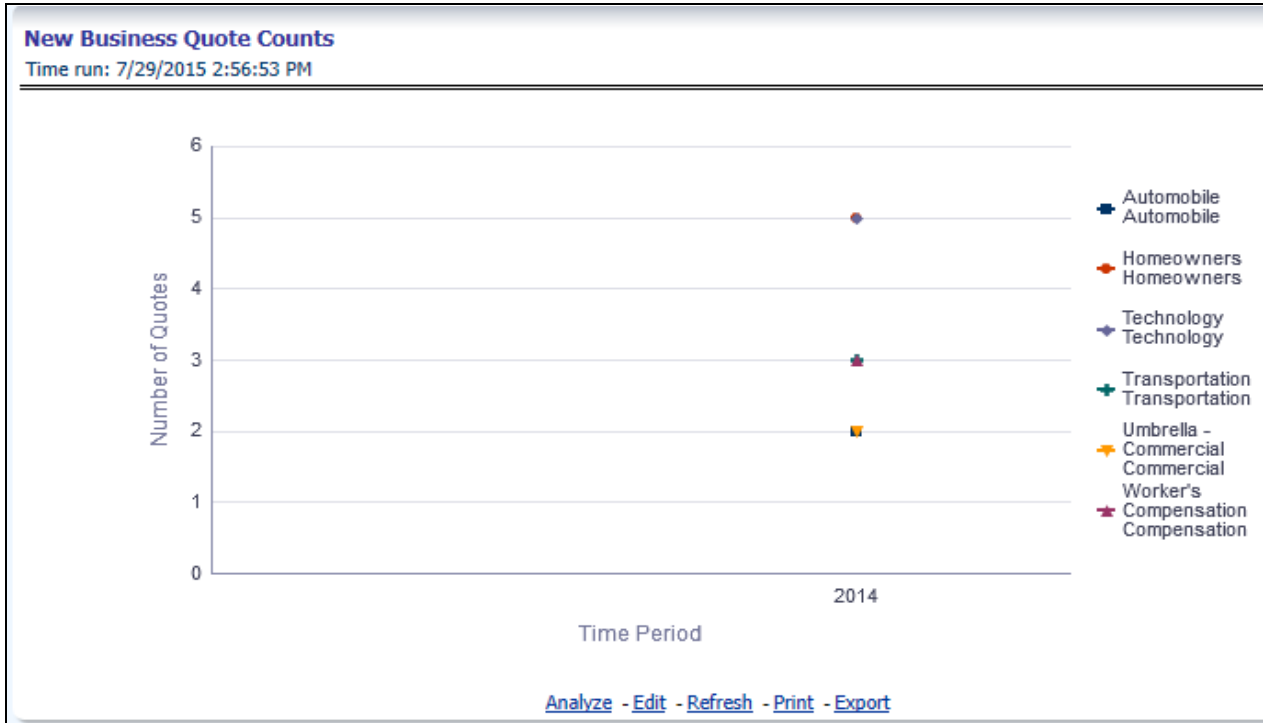 New Business Quote Counts
Time run: 7/29/2015 2:56:53 PM
6
5
4
3
2
1
0
Number of Quotes
2014
Time Period
Automobile
Automobile
Homeowners
Homeowners
Technology
Technology
Transportation
Transportation
Umbrella -
Commercial
Commercial
Worker's
Compensation
Compensation
Analyze - Edit - Refresh - Print - Export